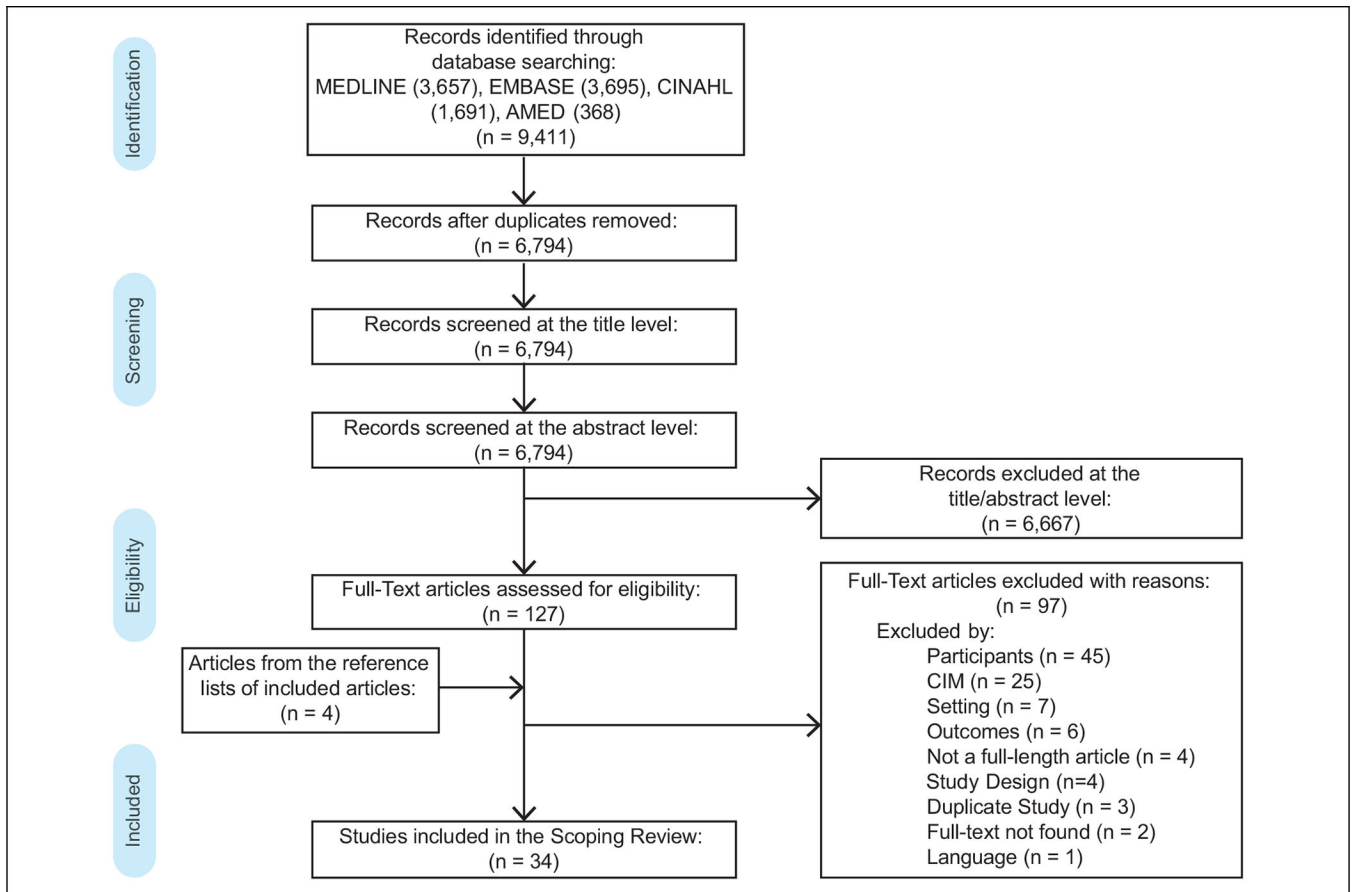 Identification
Records identified through
database searching:
MEDLINE (3,657), EMBASE (3,695), CINAHL
(1,691), AMED (368)
(n = 9,411)
Records after duplicates removed:
(n = 6,794)
Screening
Records screened at the title level:
(n = 6,794)
Records screened at the abstract level:
(n = 6,794)
Records excluded at the
title/abstract level:
(n = 6,667)
Eligibility
Full-Text articles assessed for eligibility:
(n = 127)
Full-Text articles excluded with reasons:
(n = 97)
Excluded by:
Participants (n = 45)
CIM (n = 25)
Setting (n = 7)
Outcomes (n = 6)
Not a full-length article (n = 4)
Study Design (n=4)
Duplicate Study (n = 3)
Full-text not found (n = 2)
Language (n = 1)
Articles from the reference
lists of included articles:
(n = 4)
Included
Studies included in the Scoping Review:
(n = 34)